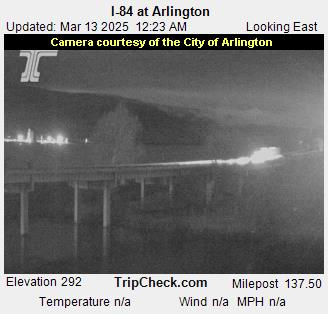 I-84 at Arlington
Updated: Mar 13 2025 12:23 AM Looking East
Camera courtesy of the City of Arlington
Elevation 292 TripCheck.com Milepost 137.50
Temperature n/a Wind n/a MPH n/a